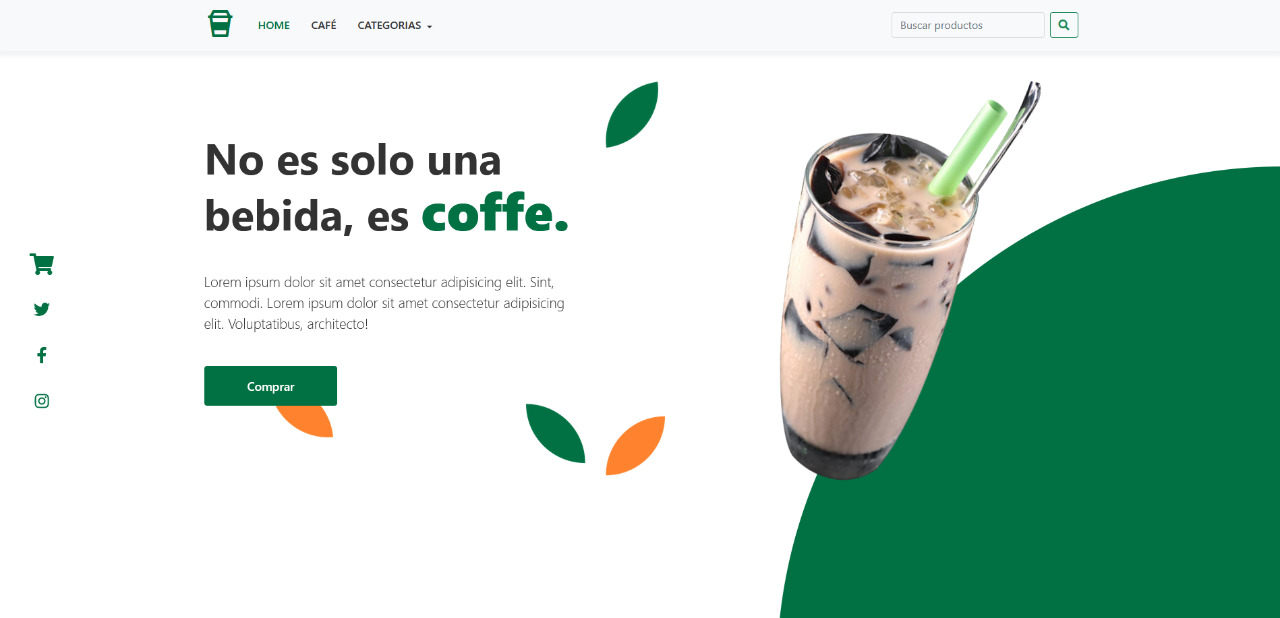 HOME
CAFÉ
CATEGORIAS
Buscar productos
No es solo una
bebida, es coffe.
Lorem ipsum dolor sit amet consectetur adipisicing elit. Sint,
commodi. Lorem ipsum dolor sit amet consectetur adipisicing
elit. Voluptatibus, architecto!
Comprar